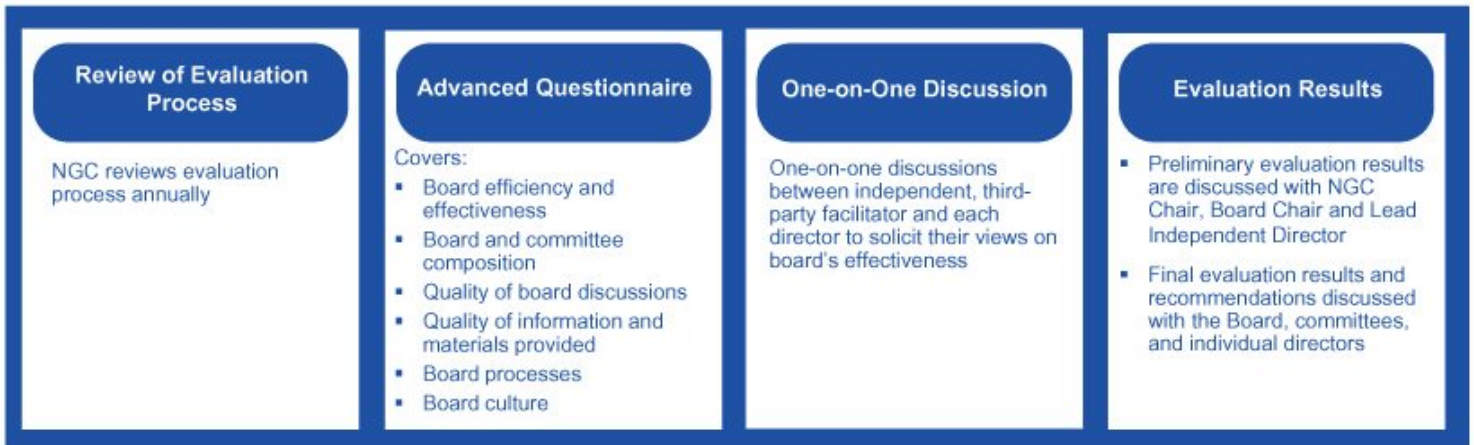 Review of Evaluation
Process
NGC reviews evaluation
process annually
Advanced Questionnaire
Covers:
▪ Board efficiency and
effectiveness
▪ Board and committee
composition
▪ Quality of board discussions
▪ Quality of information and
materials provided
▪ Board processes
▪ Board culture
One-on-One Discussion
One-on-one discussions
between independent, third-
party facilitator and each
director to solicit their views on
board's effectiveness
Evaluation Results
▪ Preliminary evaluation results
are discussed with NGC
Chair, Board Chair and Lead
Independent Director
▪ Final evaluation results and
recommendations discussed
with the Board, committees,
and individual directors